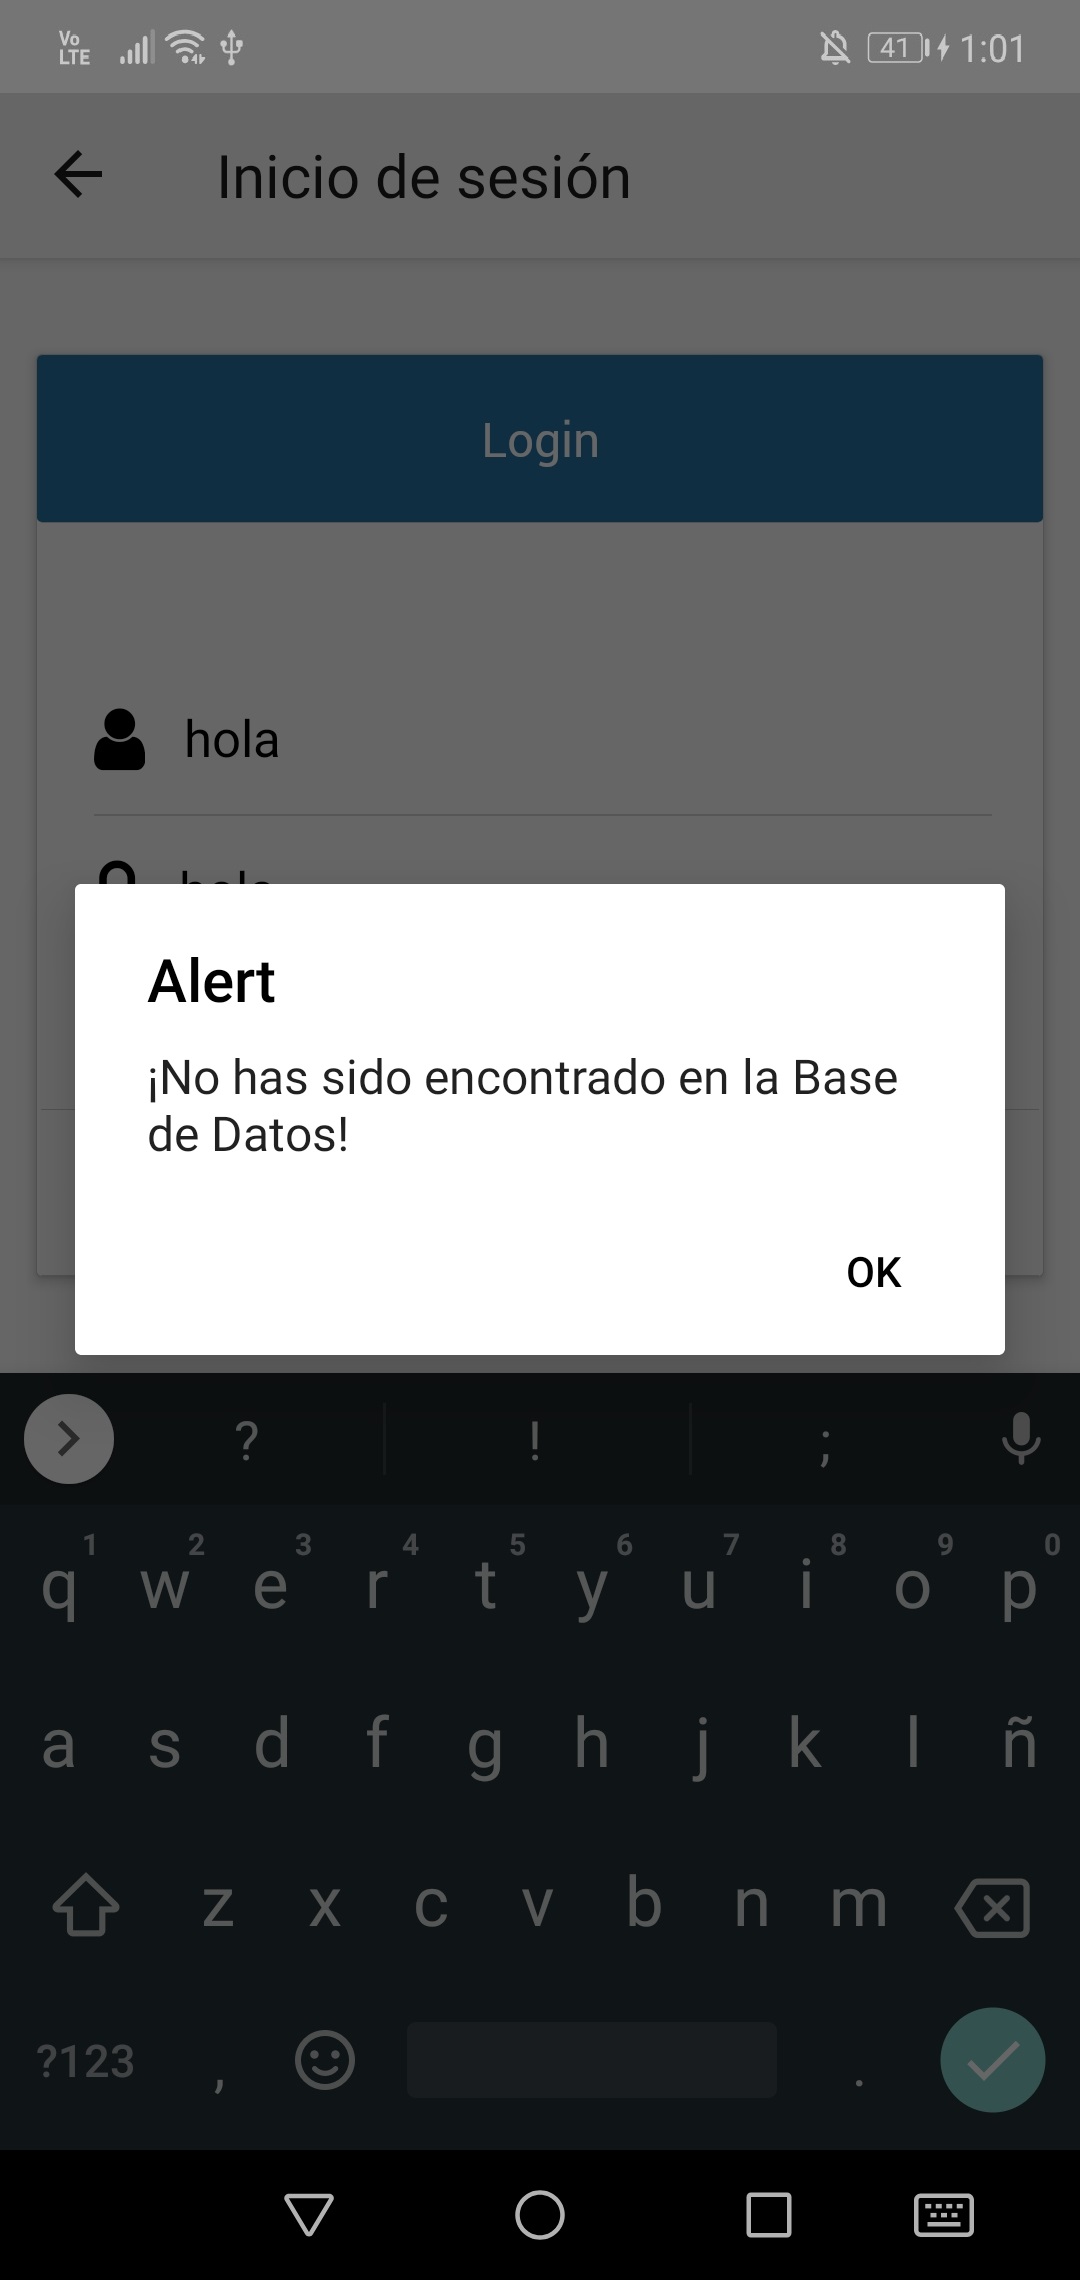 Vo
LTE
41
1:01
Inicio de sesión
Login
hola
hola
Alert
¡No has sido encontrado en la Base
de Datos!
OK
? ! ;
1 2 3 4 5 6 7 8 9 0
q w e r t y u i o p
a s d f g h j k l ñ
z x c v b n m
?123 , .